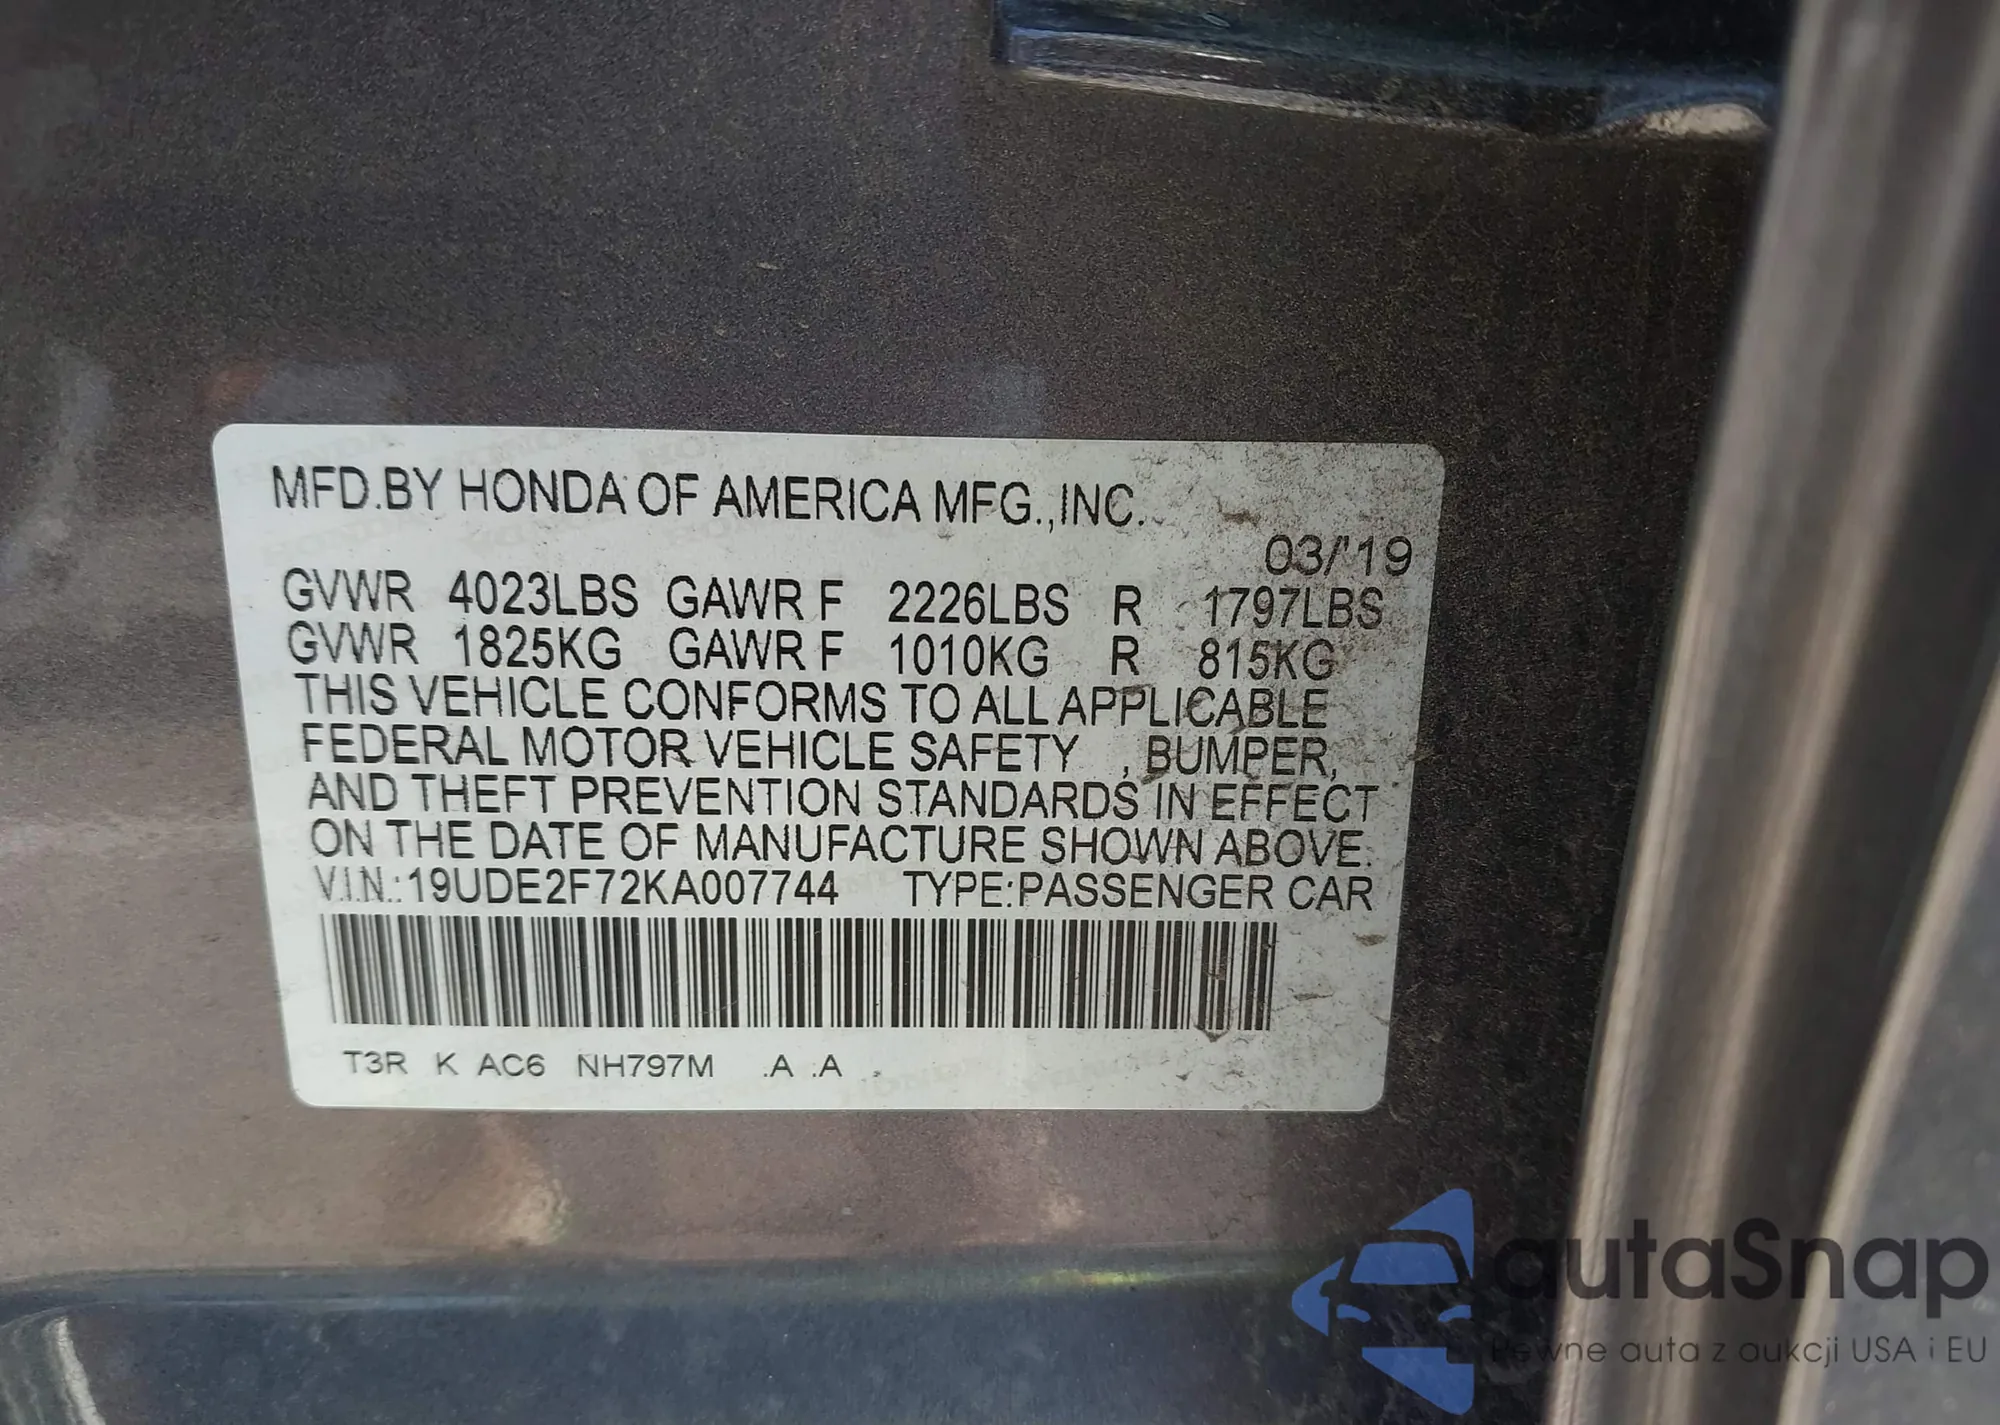 MFD.BY HONDA OF AMERICA MFG.,INC.
03/'19
GVWR 4023LBS GAWR F 2226LBS R 1797LBS
GVWR 1825KG GAWR F 1010KG R 815KG
THIS VEHICLE CONFORMS TO ALL APPLICABLE
FEDERAL MOTOR VEHICLE SAFETY , BUMPER,
AND THEFT PREVENTION STANDARDS IN EFFECT
ON THE DATE OF MANUFACTURE SHOWN ABOVE.
V.I.N.:19UDE2F72KA007744 TYPE:PASSENGER CAR
T3R K AC6 NH797M .A .A .
autaSnap
Pewne auta z aukcji USA i EU